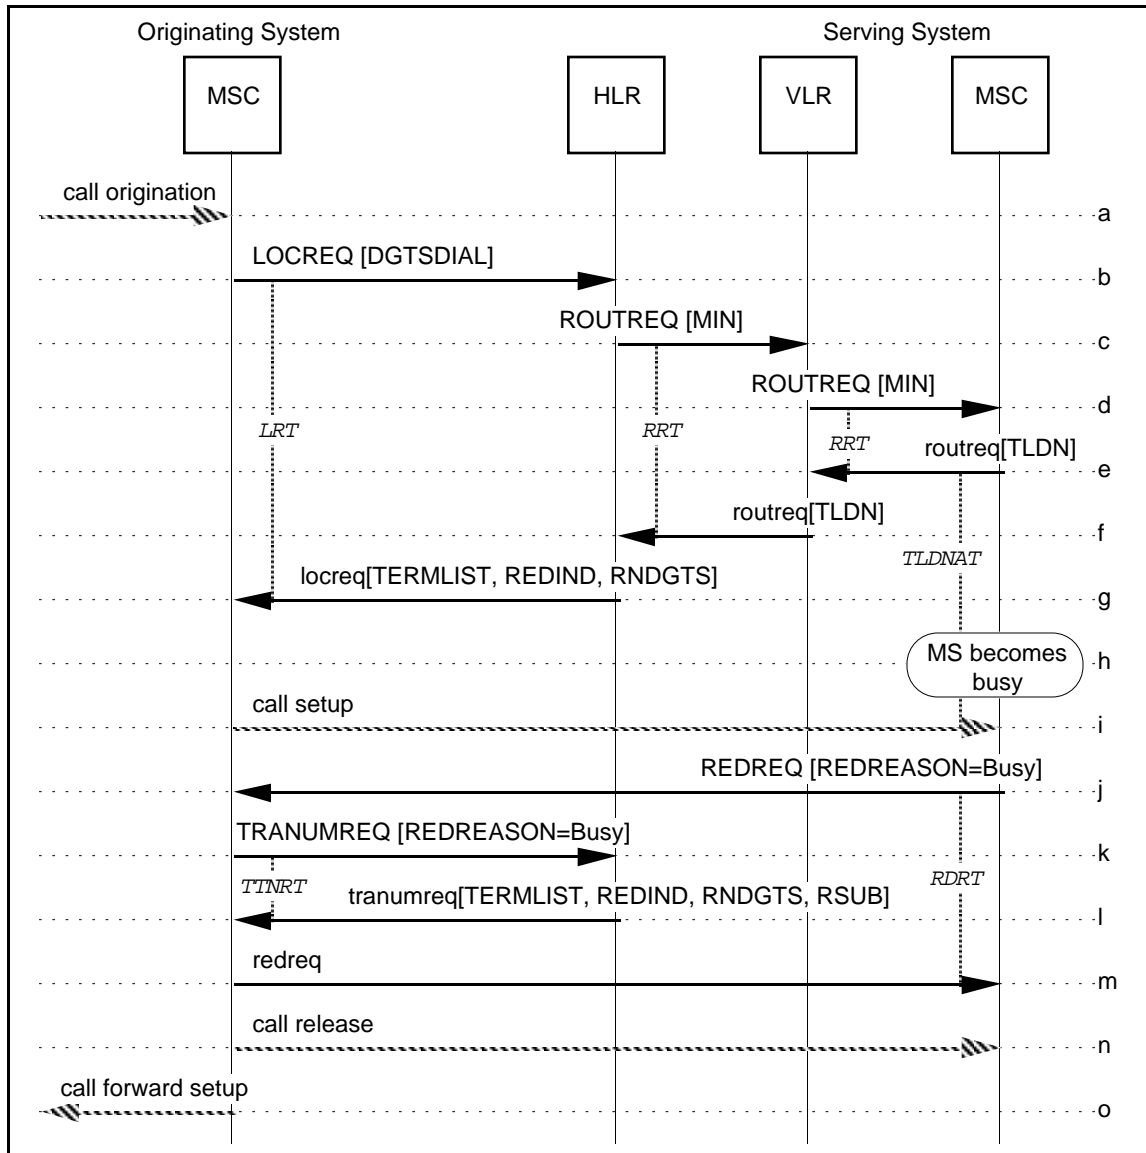 Originating System
Serving System
MSC
HLR
VLR
MSC
call origination
a
LOCREQ [DGTSDIAL]
b
ROUTREQ [MIN]
c
ROUTREQ [MIN]
d
LRT
RRT
RRT
routreq[TLDN]
e
routreq[TLDN]
f
TLDNAT
locreq[TERMLIST, REDIND, RNDGTS]
g
MS becomes
busy
h
call setup
i
REDREQ [REDREASON=Busy]
j
TRANUMREQ [REDREASON=Busy]
k
TTNRT
RDRT
tranumreq[TERMLIST, REDIND, RNDGTS, RSUB]
l
redreq
m
call release
n
call forward setup
o